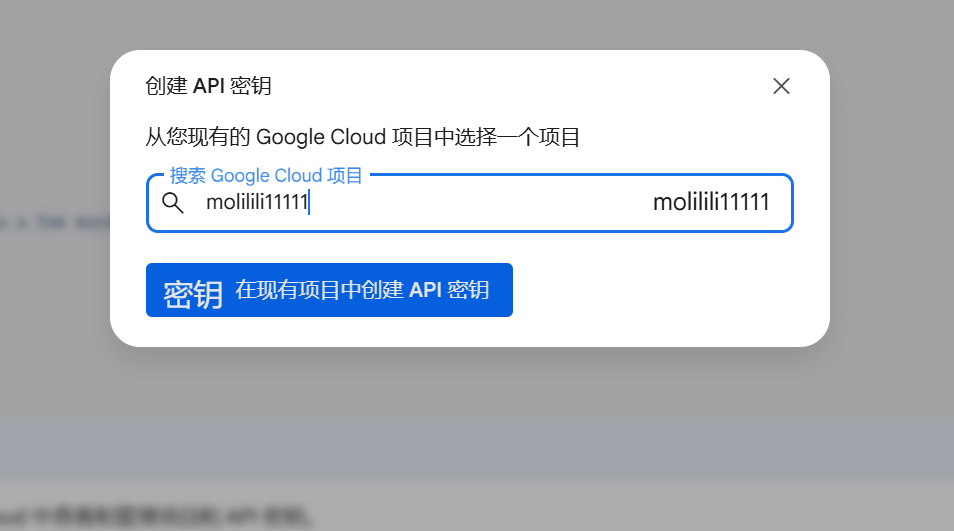 创建 API 密钥
从您现有的 Google Cloud 项目中选择一个项目
搜索 Google Cloud 项目
molilili11111 molilili11111
密钥 在现有项目中创建 API 密钥